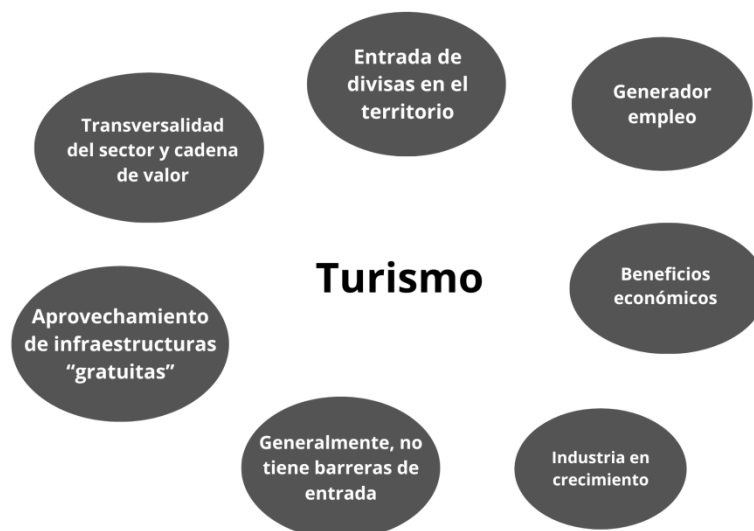 Entrada de
divisas en el
territorio
Generador
empleo
Transversalidad
del sector y cadena
de valor
Turismo
Beneficios
económicos
Aprovechamiento
de infraestructuras
“gratuitas”
Generalmente, no
tiene barreras de
entrada
Industria en
crecimiento